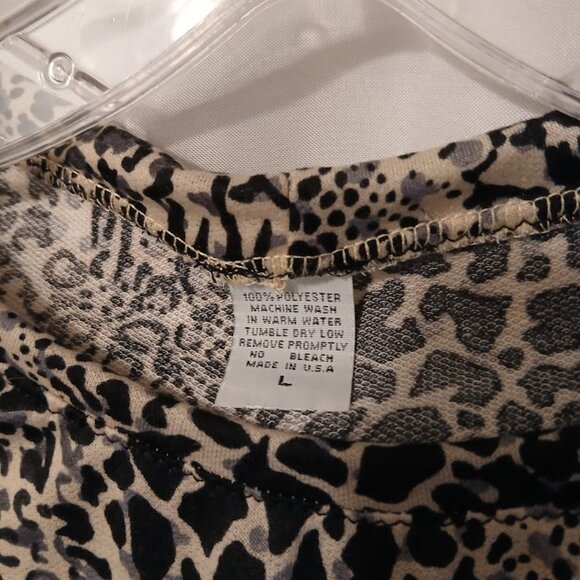 100% POLYESTER
MACHINE WASH
IN WARM WATER
TUMBLE DRY LOW
REMOVE PROMPTLY
NO BLEACH
MADE IN U.S.A
L